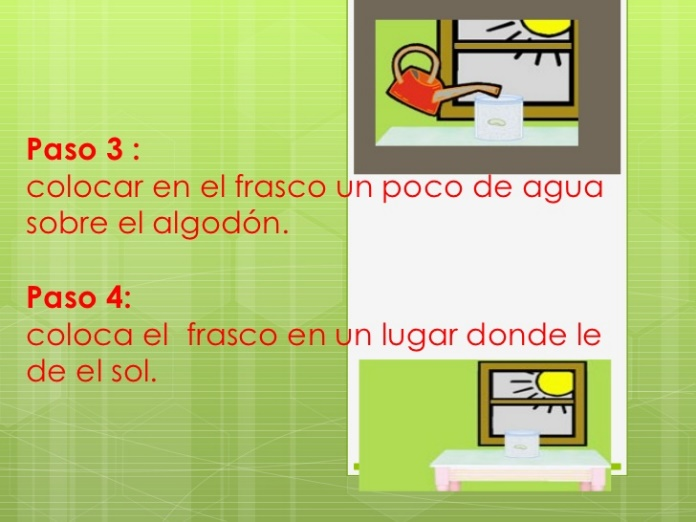 Paso 3 :
colocar en el frasco un poco de agua
sobre el algodón.
Paso 4:
coloca el  frasco en un lugar donde le
de el sol.